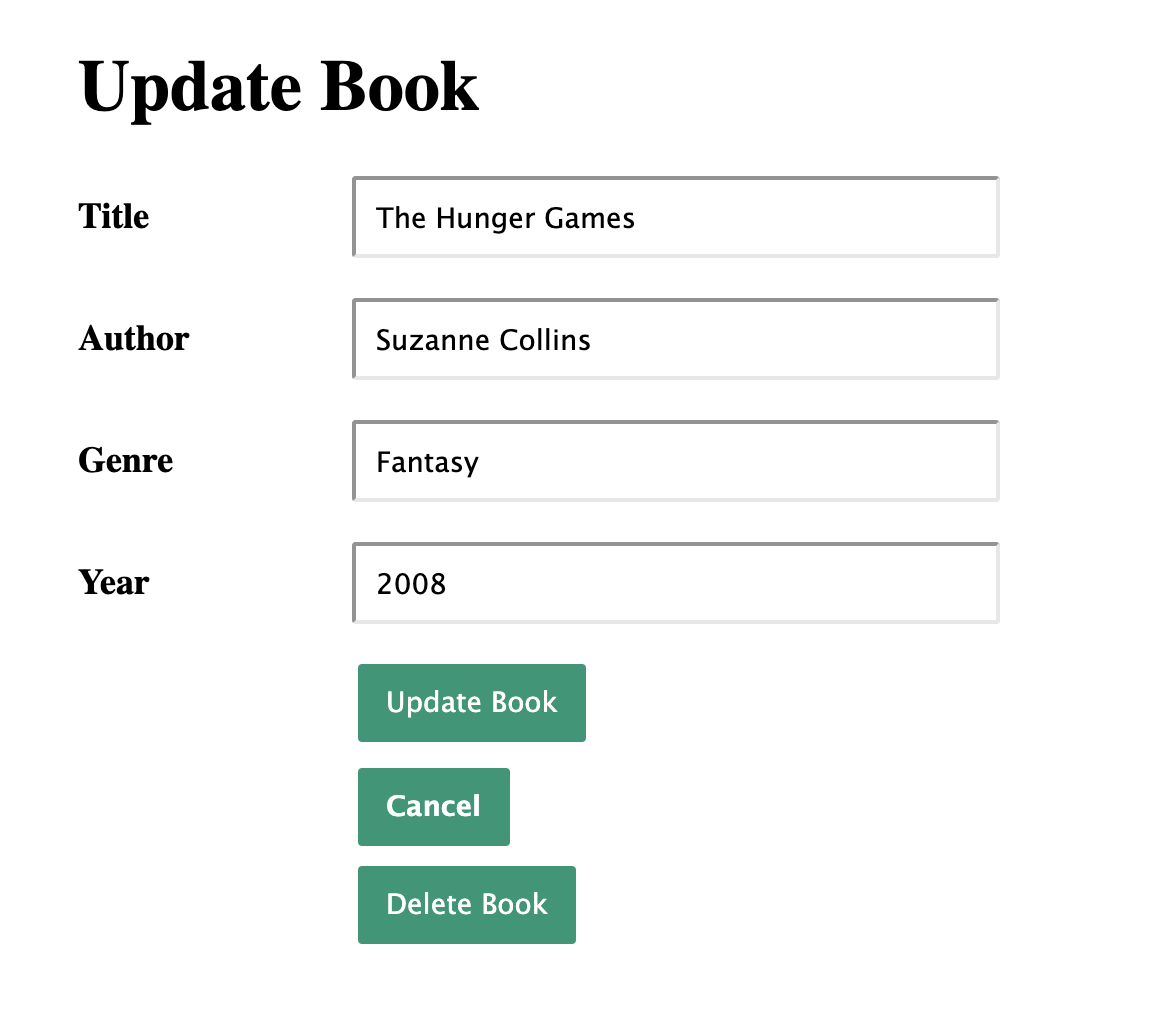 Update Book
Title
The Hunger Games
Author
Suzanne Collins
Genre
Fantasy
Year
2008
Update Book
Cancel
Delete Book